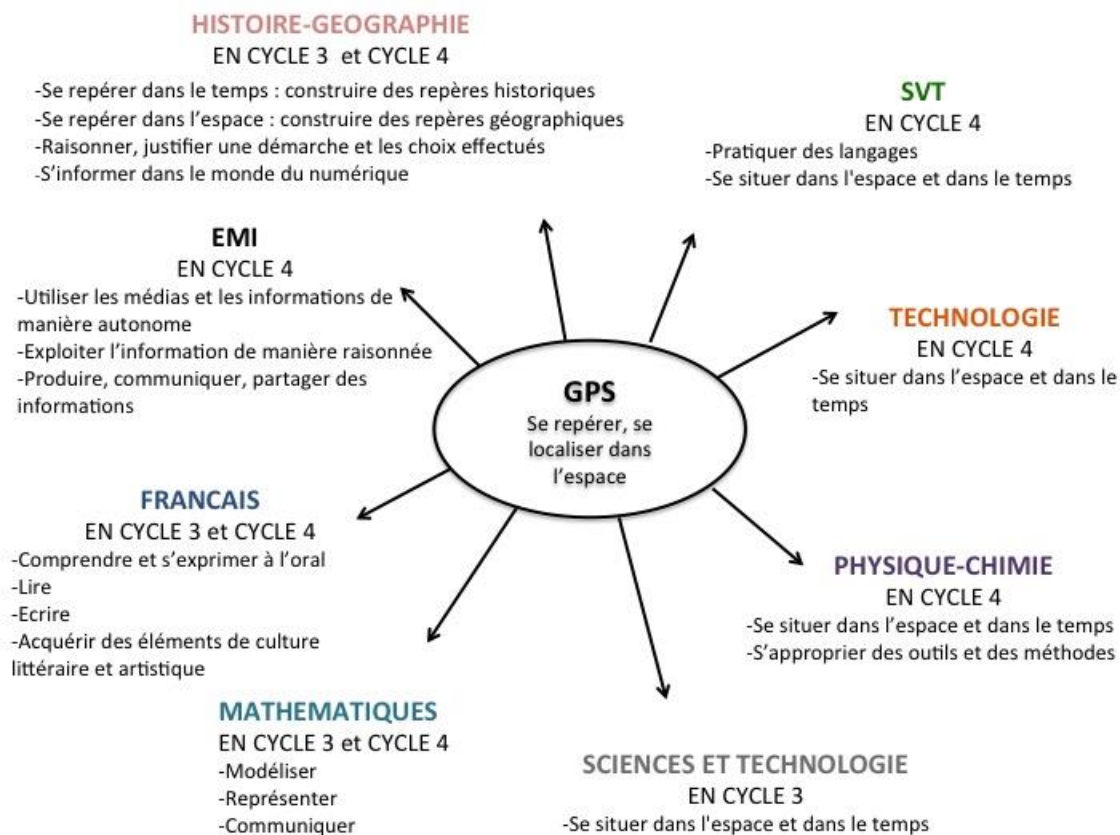 HISTOIRE-GEOGRAPHIE
EN CYCLE 3 et CYCLE 4
-Se repérer dans le temps : construire des repères historiques
-Se repérer dans l'espace : construire des repères géographiques
-Raisonner, justifier une démarche et les choix effectués
-S'informer dans le monde du numérique
SVT
EN CYCLE 4
-Pratiquer des langages
-Se situer dans l'espace et dans le temps
EMI
EN CYCLE 4
-Utiliser les médias et les informations de
manière autonome
-Exploiter l'information de manière raisonnée
-Produire, communiquer, partager des
informations
TECHNOLOGIE
EN CYCLE 4
-Se situer dans l'espace et dans le
temps
GPS
Se repérer, se
localiser dans
l'espace
FRANCAIS
EN CYCLE 3 et CYCLE 4
-Comprendre et s'exprimer à l'oral
-Lire
-Ecrire
-Acquérir des éléments de culture
littéraire et artistique
PHYSIQUE-CHIMIE
EN CYCLE 4
-Se situer dans l'espace et dans le temps
-S'approprier des outils et des méthodes
MATHEMATIQUES
EN CYCLE 3 et CYCLE 4
-Modéliser
-Représenter
-Communiquer
SCIENCES ET TECHNOLOGIE
EN CYCLE 3
-Se situer dans l'espace et dans le temps